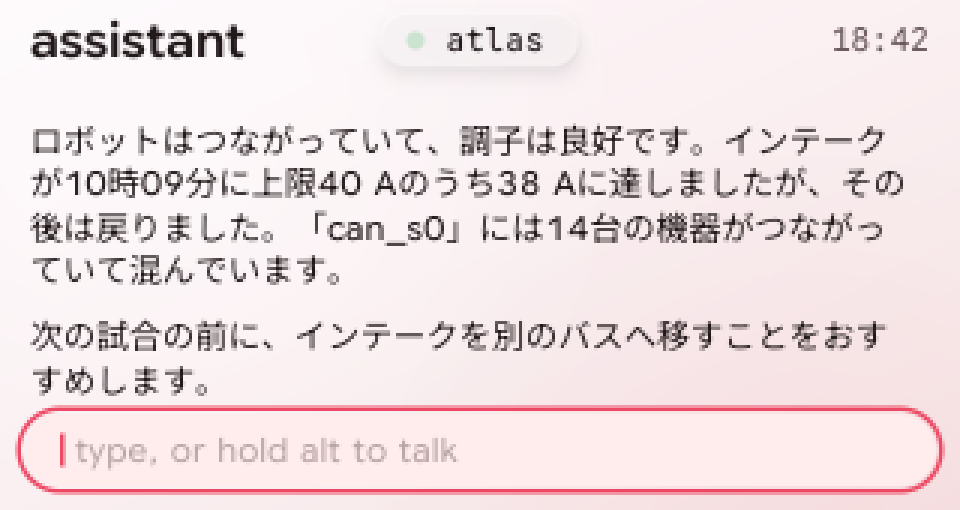 assistant
atlas
18:42
ロボットはつながっていて、調子は良好です。インテーク
が10時09分に上限40 Aのうち38 Aに達しましたが、その
後は戻りました。「can_s0」には14台の機器がつながっ
ていて混んでいます。
次の試合の前に、インテークを別のバスへ移すことをおす
すめします。
type, or hold alt to talk